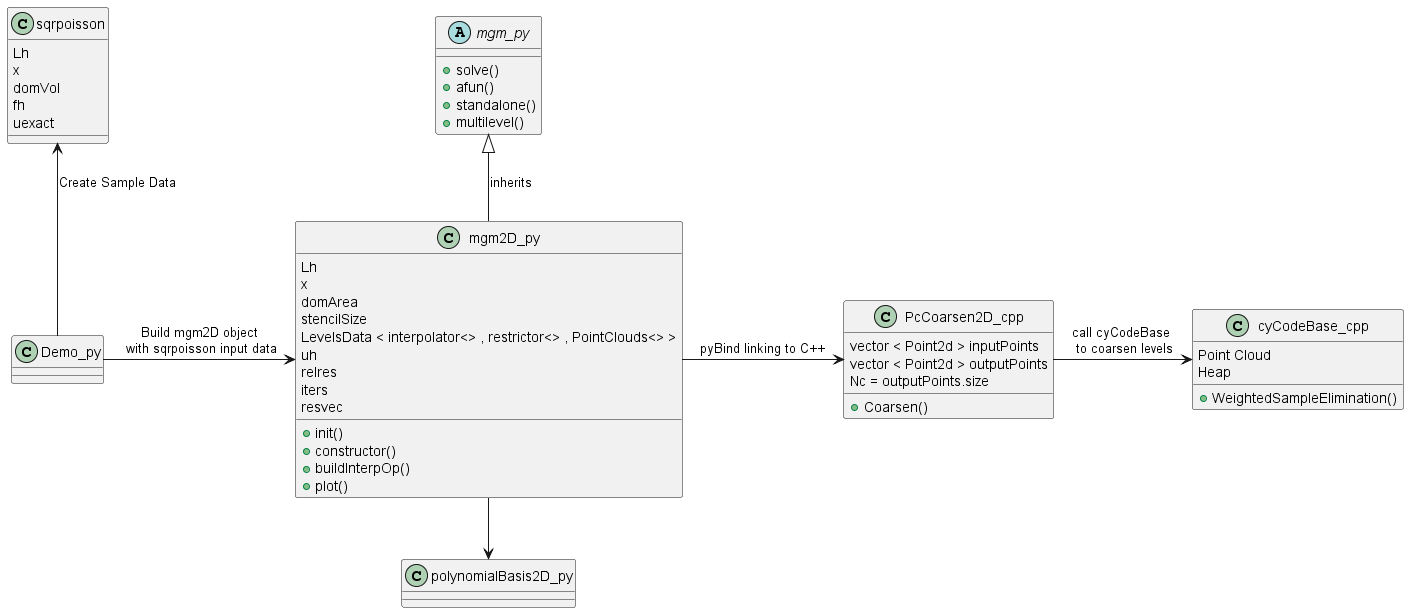 C sqrpoisson
Lh
x
domVol
fh
uexact
A mgm_py
solve()
afun()
standalone()
multilevel()
Create Sample Data
inherits
C mgm2D_py
Lh
x
domArea
stencilSize
LevelsData < interpolator<> , restrictor<> , PointClouds<> >
uh
relres
iters
resvec
init()
constructor()
buildInterpOp()
plot()
C Demo_py
Build mgm2D object
with sqrpoisson input data
pyBind linking to C++
C PcCoarsen2D_cpp
vector < Point2d > inputPoints
vector < Point2d > outputPoints
Nc = outputPoints.size
Coarsen()
call cyCodeBase
to coarsen levels
C cyCodeBase_cpp
Point Cloud
Heap
WeightedSampleElimination()
C polynomialBasis2D_py